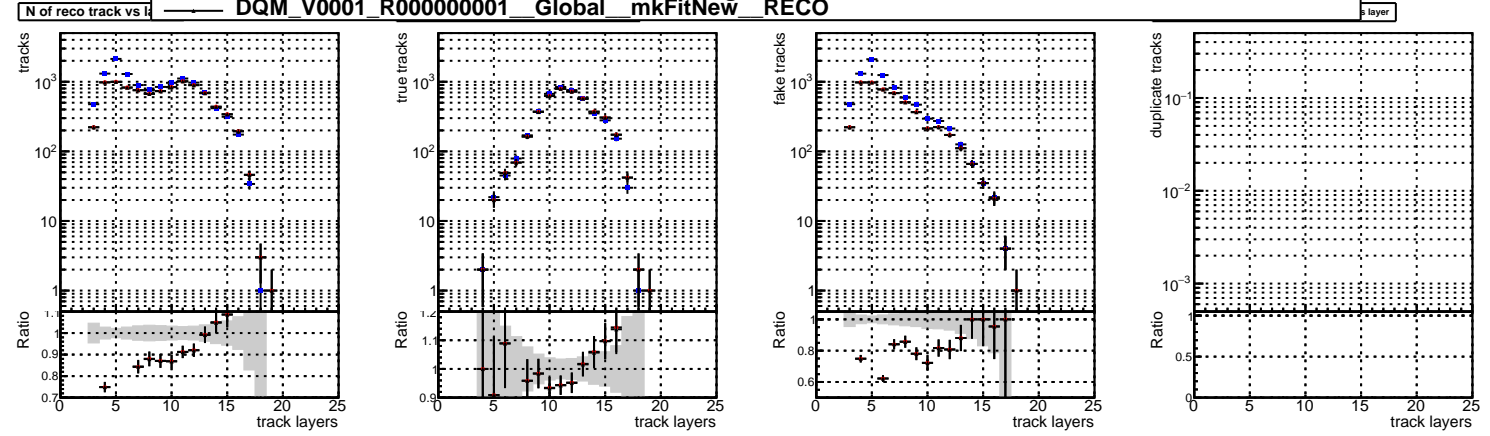 N of reco track vs la
DQM_V0001_R000000001__Global__mkFitNew__RECO
s layer
tracks
10³
10²
10
1
Ratio
1.1
1
0.9
0.8
0.7
0 5 10 15 20 25
track layers
true tracks
10³
10²
10
1
Ratio
1.2
1.1
1
0.9
0 5 10 15 20 25
track layers
fake tracks
10³
10²
10
1
Ratio
1
0.8
0.6
0 5 10 15 20 25
track layers
duplicate tracks
10⁻¹
10⁻²
10⁻³
Ratio
1
0.5
0
0 5 10 15 20 25
track layers